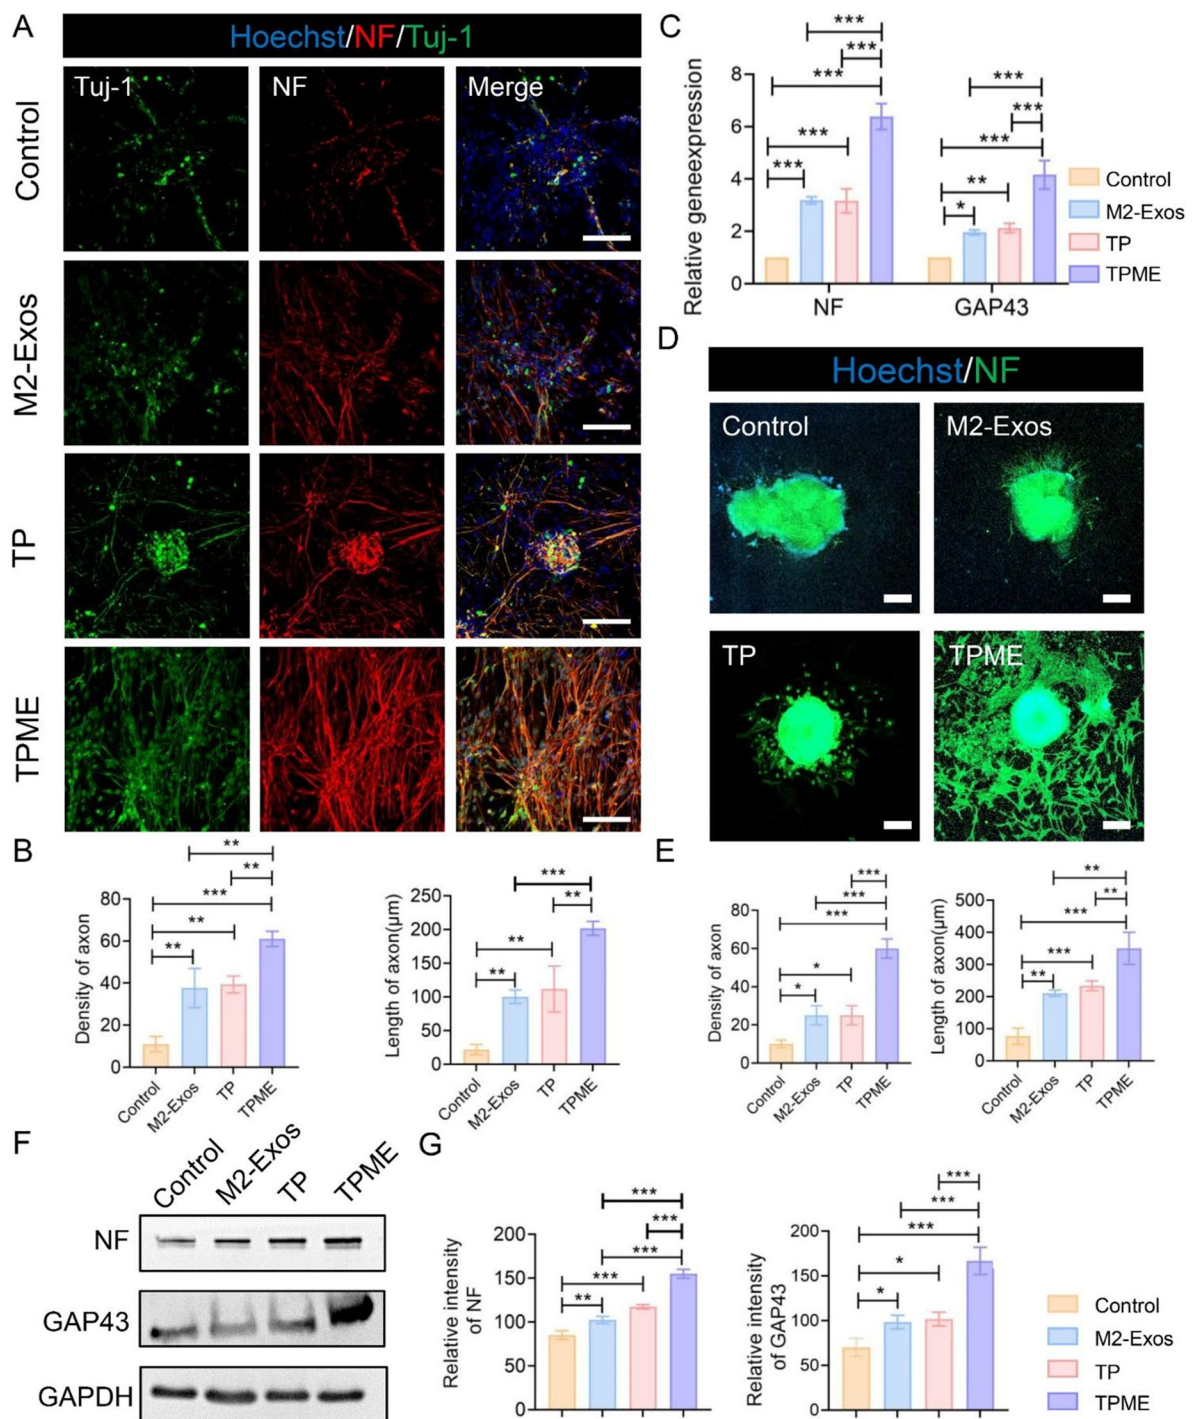 A
Hoechst/NF/Tuj-1
Tuj-1
NF
Merge
Control
M2-Exos
TP
TPME
B
Density of axon
80
60
40
20
0
**
**
***
**
**
Control
M2-Exos
TP
TPME
Length of axon(μm)
250
200
150
100
50
0
***
**
**
**
Control
M2-Exos
TP
TPME
C
Relative geneexpression
8
6
4
2
0
***
***
***
***
***
***
***
***
**
*
NF
GAP43
Control
M2-Exos
TP
TPME
D
Hoechst/NF
Control
M2-Exos
TP
TPME
E
Density of axon
80
60
40
20
0
***
***
***
*
*
Control
M2-Exos
TP
TPME
Length of axon(μm)
500
400
300
200
100
0
**
**
***
***
**
Control
M2-Exos
TP
TPME
F
Control
M2-Exos
TP
TPME
NF
GAP43
GAPDH
G
Relative intensity
of NF
200
150
100
50
0
***
***
***
***
**
Relative intensity
of GAP43
200
150
100
50
0
***
***
***
*
*
Control
M2-Exos
TP
TPME